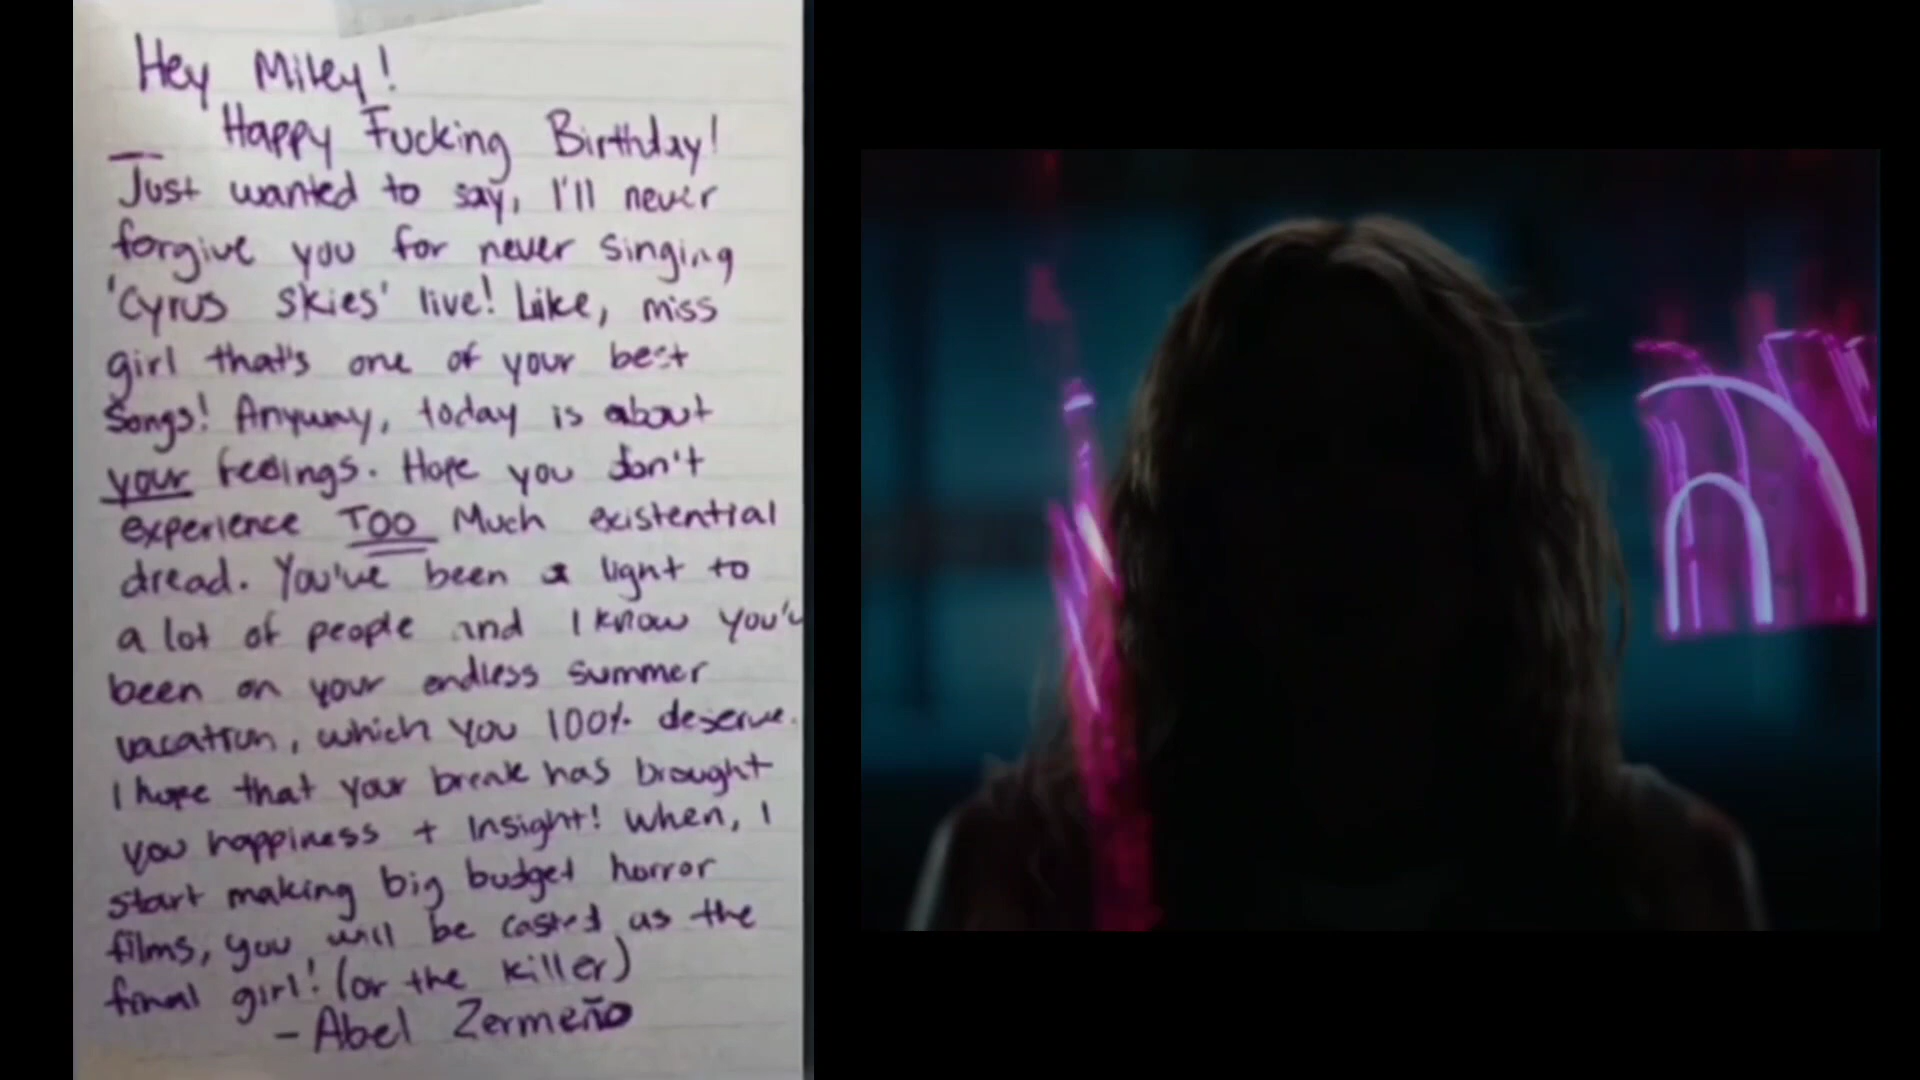 Hey Miley!
Happy Fucking Birthday!
Just wanted to say, I'll never
forgive you for never singing
'Cyrus skies' live! Like, miss
girl that's one of your best
songs! Anyway, today is about
your feelings. Hope you don't
experience TOO Much existential
dread. You've been a light to
a lot of people and I know
been on your endless summer
vacation, which you 100% deserve.
I hope that your break has brought
you happiness + Insight! When, I
start making big budget horror
films, you will be casted as the
final girl! (or the killer)
- Abel Zermeño